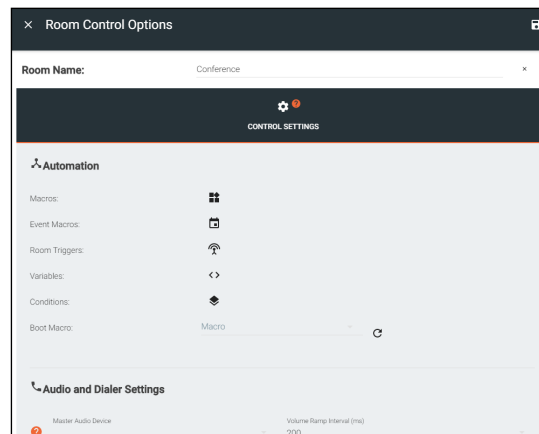 × Room Control Options
Room Name: Conference ×
?
CONTROL SETTINGS
Automation
Macros:
Event Macros:
Room Triggers:
Variables: <>
Conditions:
Boot Macro: Macro
Audio and Dialer Settings
Master Audio Device Volume Ramp Interval (ms)
? 200